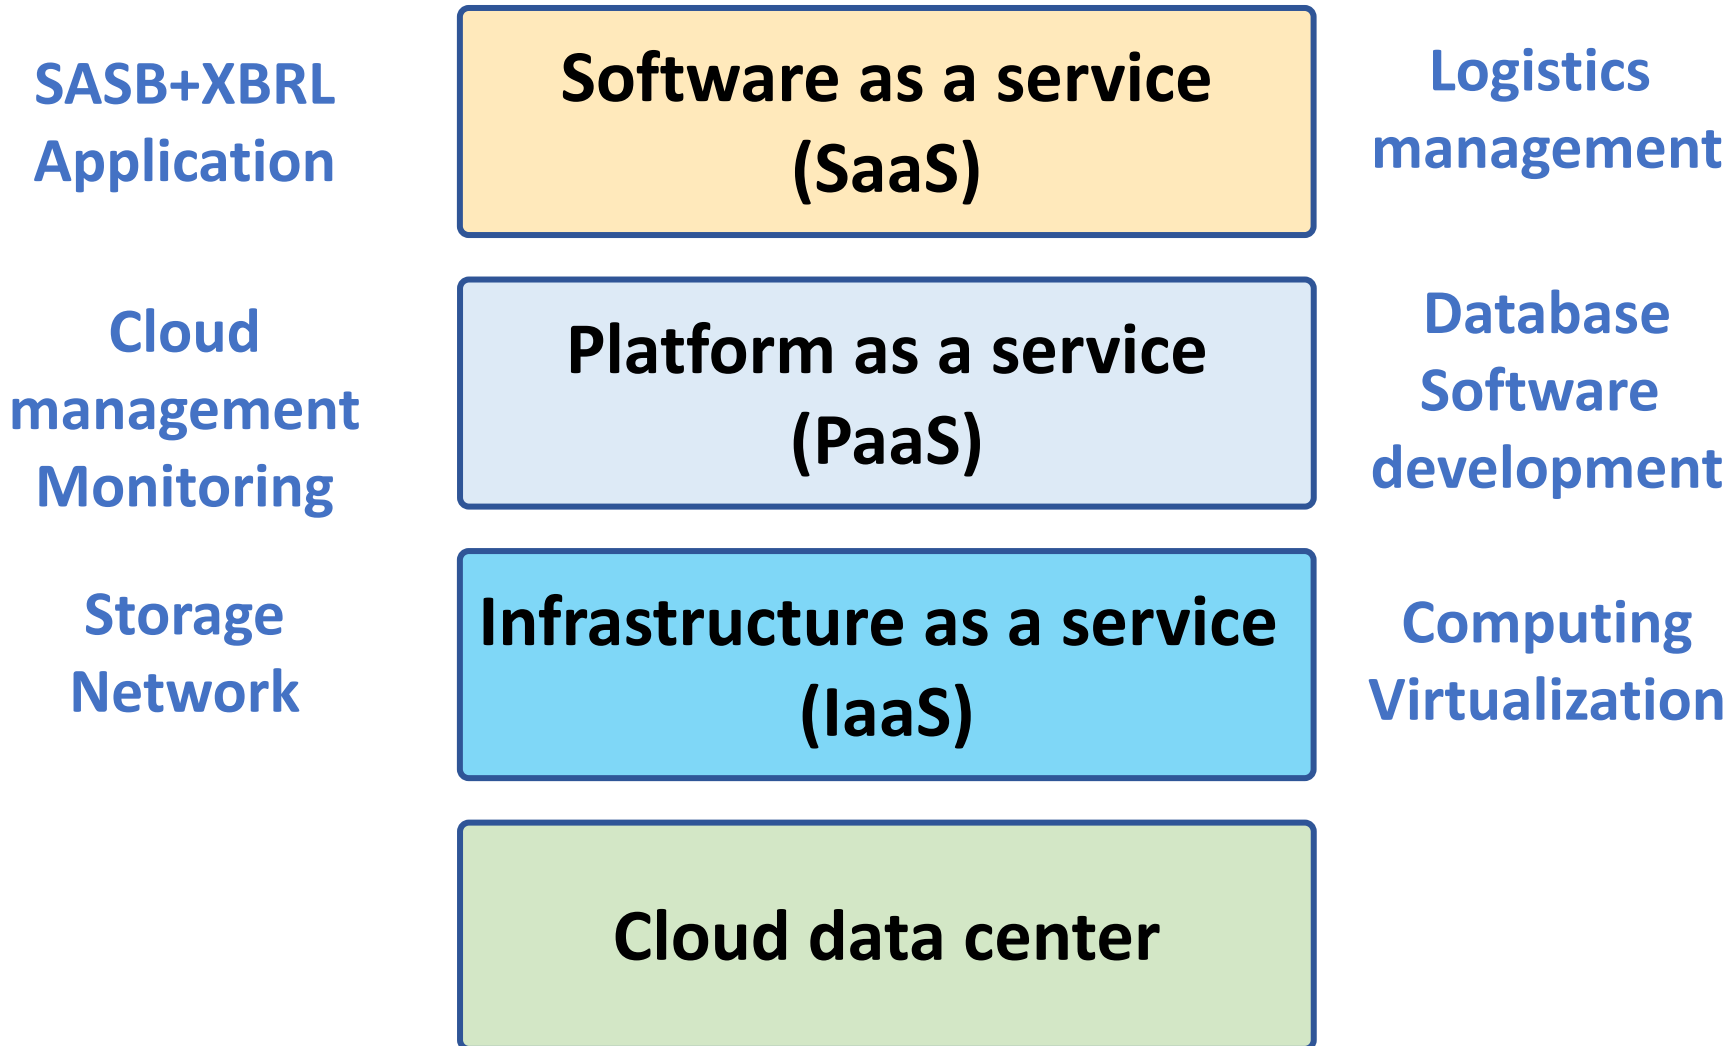 SASB+XBRL
Application
Software as a service
(SaaS)
Logistics
management
Cloud
management
Monitoring
Platform as a service
(PaaS)
Database
Software
development
Storage
Network
Infrastructure as a service
(IaaS)
Computing
Virtualization
Cloud data center